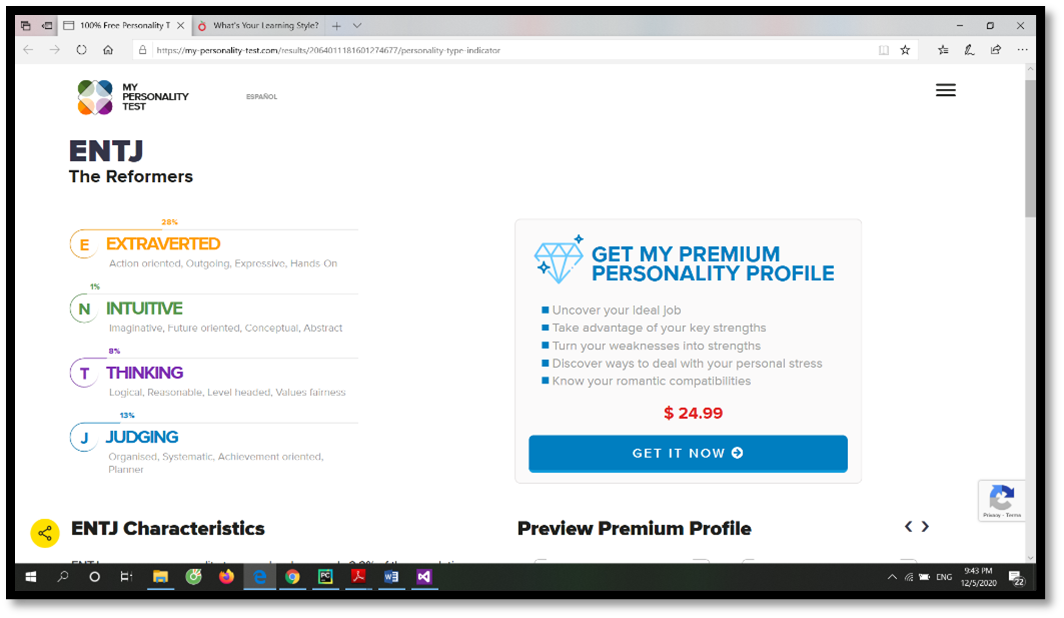 100% Free Personality T
What's Your Learning Style?
https://my-personality-test.com/results/2064011181601274677/personality-type-indicator
MY
PERSONALITY
TEST
ESPAÑOL
ENTJ
The Reformers
28%
E EXTRAVERTED
Action oriented, Outgoing, Expressive, Hands-On
1%
N INTUITIVE
Imaginative, Future oriented, Conceptual, Abstract
8%
T THINKING
Logical, Reasonable, Level headed, Values fairness
13%
J JUDGING
Organised, Systematic, Achievement oriented,
Planner
GET MY PREMIUM
PERSONALITY PROFILE
Uncover your ideal job
Take advantage of your key strengths
Turn your weaknesses into strengths
Discover ways to deal with your personal stress
Know your romantic compatibilities
$ 24.99
GET IT NOW
Privacy - Terms
ENTJ Characteristics
Preview Premium Profile
ENG
9:43 PM
12/5/2020
22